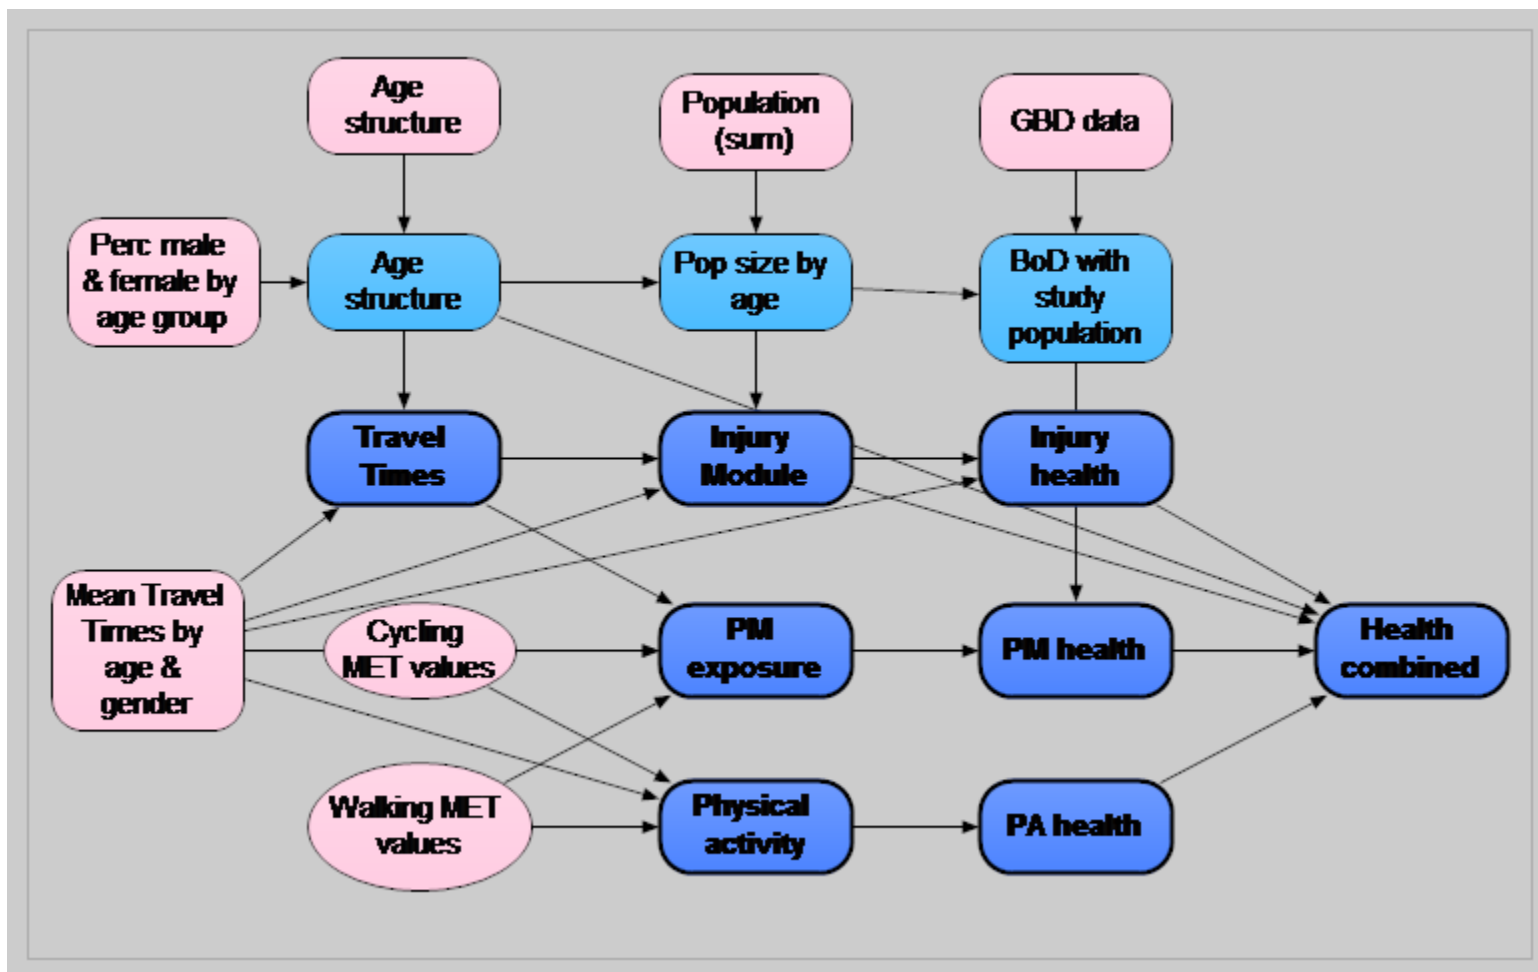 Age
structure
Population
(sum)
GBD data
Perc male
& female by
age group
Age
structure
Pop size by
age
BoD with
study
population
Travel
Times
Injury
Module
Injury
health
Mean Travel
Times by
age &
gender
Cycling
MET values
PM
exposure
PM health
Health
combined
Walking MET
values
Physical
activity
PA health